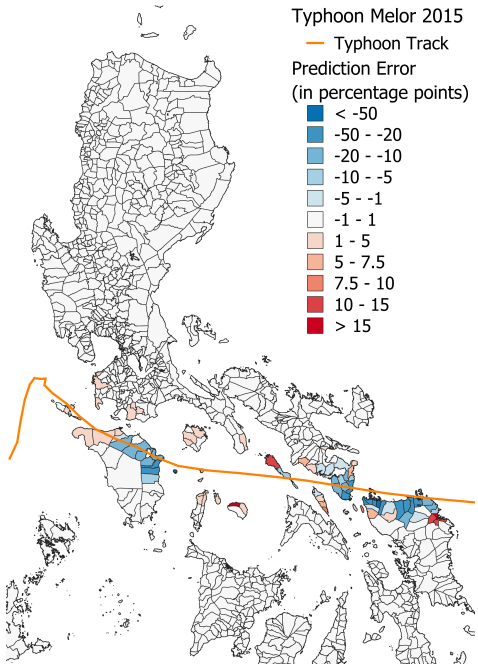 Typhoon Melor 2015
Typhoon Track
Prediction Error
(in percentage points)
< -50
-50 - -20
-20 - -10
-10 - -5
-5 - -1
-1 - 1
1 - 5
5 - 7.5
7.5 - 10
10 - 15
> 15